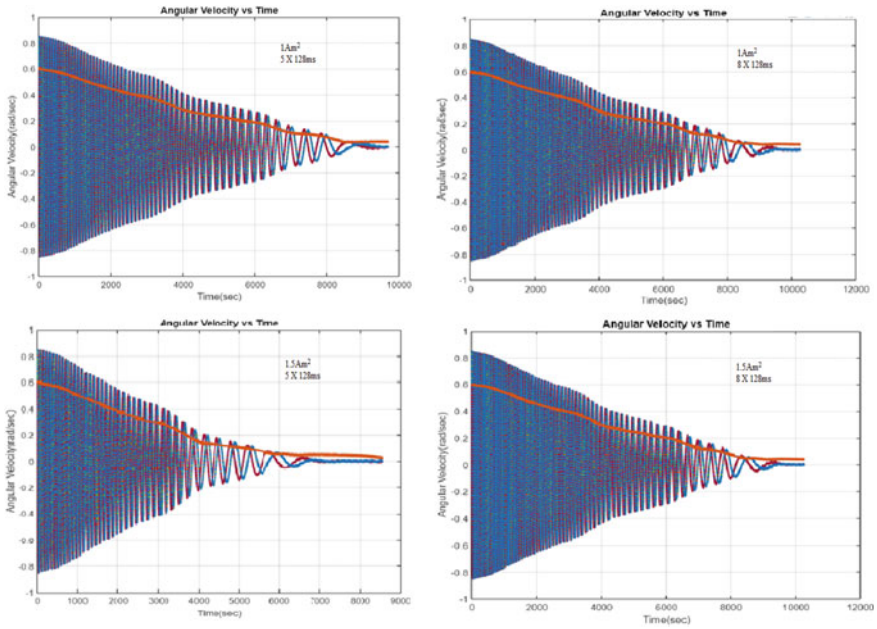 Angular Velocity vs Time
1Am²
5 X 128ms
Angular Velocity(rad/sec)
1
0.8
0.6
0.4
0.2
0
-0.2
-0.4
-0.6
-0.8
-1
0 2000 4000 6000 8000 10000
Time(sec)
Angular Velocity vs Time
1Am²
8 X 128ms
Angular Velocity(rad/sec)
1
0.8
0.6
0.4
0.2
0
-0.2
-0.4
-0.6
-0.8
-1
0 2000 4000 6000 8000 10000 12000
Time(sec)
Angular Velocity vs Time
1.5Am²
5 X 128ms
Angular Velocity(rad/sec)
1
0.8
0.6
0.4
0.2
0
-0.2
-0.4
-0.8
-1
0 1000 2000 3000 4000 5000 6000 7000 8000 9000
Time(sec)
Angular Velocity vs Time
1.5Am²
8 X 128ms
Angular Velocity(rad/sec)
1
0.8
0.6
0.4
0.2
0
-0.2
-0.4
-0.6
-0.8
-1
0 2000 4000 6000 8000 10000 12000
Time(sec)